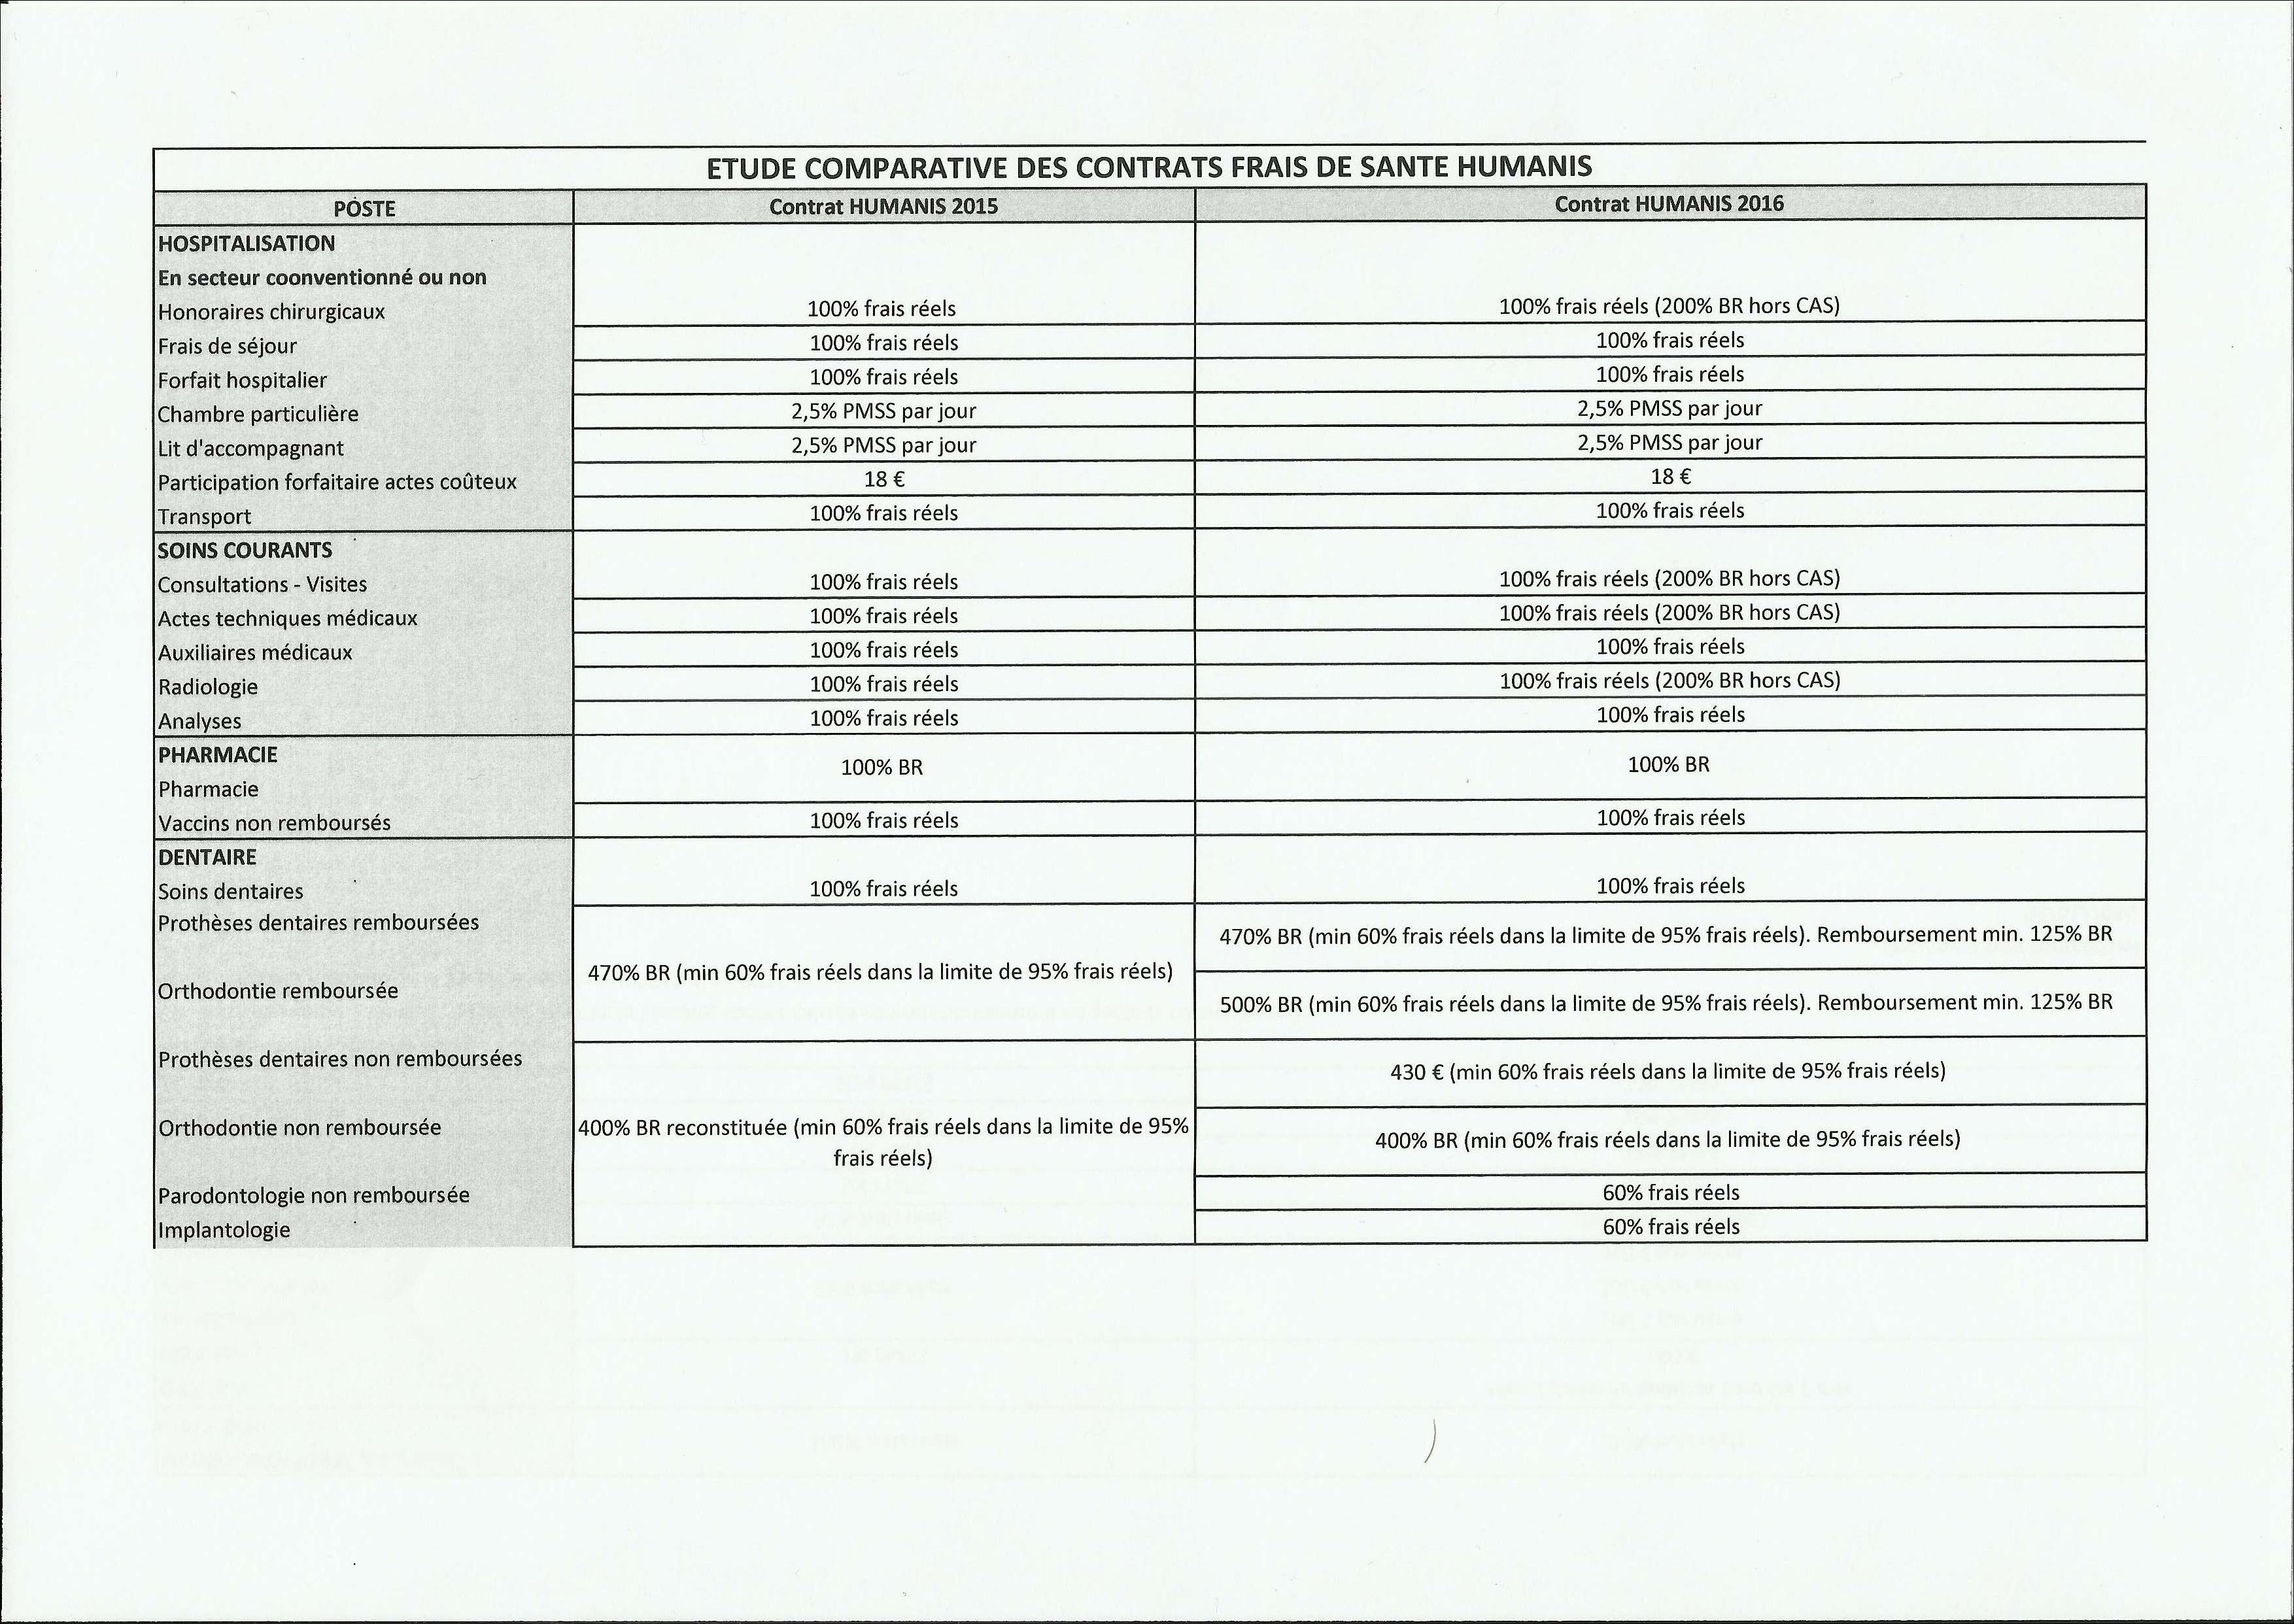 ETUDE COMPARATIVE DES CONTRATS FRAIS DE SANTE HUMANIS
POSTE Contrat HUMANIS 2015 Contrat HUMANIS 2016
HOSPITALISATION
En secteur coonventionné ou non
Honoraires chirurgicaux 100% frais réels 100% frais réels (200% BR hors CAS)
Frais de séjour 100% frais réels 100% frais réels
Forfait hospitalier 100% frais réels 100% frais réels
Chambre particulière 2,5% PMSS par jour 2,5% PMSS par jour
Lit d'accompagnant 2,5% PMSS par jour 2,5% PMSS par jour
Participation forfaitaire actes coûteux 18 € 18 €
Transport 100% frais réels 100% frais réels
SOINS COURANTS
Consultations - Visites 100% frais réels 100% frais réels (200% BR hors CAS)
Actes techniques médicaux 100% frais réels 100% frais réels (200% BR hors CAS)
Auxiliaires médicaux 100% frais réels 100% frais réels
Radiologie 100% frais réels 100% frais réels (200% BR hors CAS)
Analyses 100% frais réels 100% frais réels
PHARMACIE
100% BR 100% BR
Pharmacie
Vaccins non remboursés 100% frais réels 100% frais réels
DENTAIRE
Soins dentaires 100% frais réels 100% frais réels
Prothèses dentaires remboursées 470% BR (min 60% frais réels dans la limite de 95% frais réels). Remboursement min. 125% BR
470% BR (min 60% frais réels dans la limite de 95% frais réels)
Orthodontie remboursée 500% BR (min 60% frais réels dans la limite de 95% frais réels). Remboursement min. 125% BR
Prothèses dentaires non remboursées 430 € (min 60% frais réels dans la limite de 95% frais réels)
Orthodontie non remboursée 400% BR reconstituée (min 60% frais réels dans la limite de 95% 400% BR (min 60% frais réels dans la limite de 95% frais réels)
frais réels)
Parodontologie non remboursée 60% frais réels
Implantologie 60% frais réels